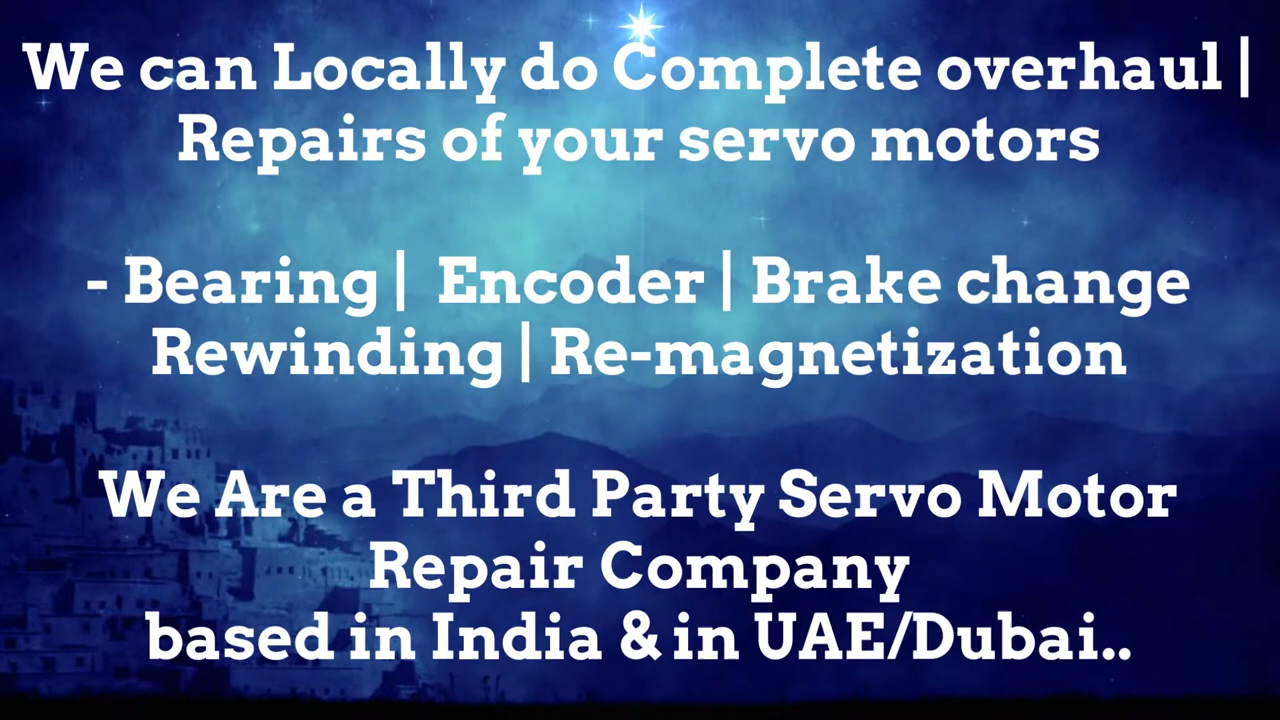 We can Locally do Complete overhaul |
Repairs of your servo motors
- Bearing |  Encoder | Brake change
Rewinding | Re-magnetization
We Are a Third Party Servo Motor
Repair Company
based in India & in UAE/Dubai..